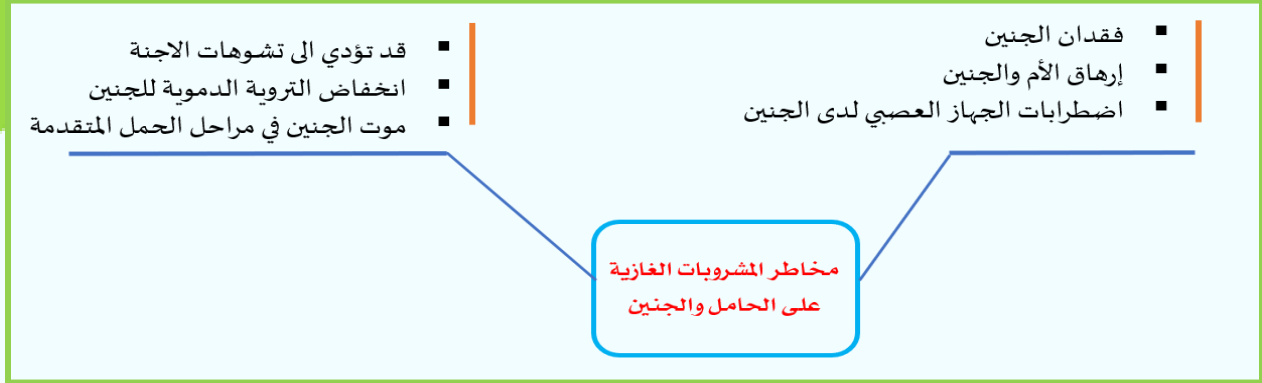 فقدان الجنين
إرهاق الأم والجنين
اضطرابات الجهاز العصبي لدى الجنين
قد تؤدي الى تشوهات الاجنة
انخفاض التروية الدموية للجنين
موت الجنين في مراحل الحمل المتقدمة
مخاطر المشروبات الغازية
على الحامل والجنين